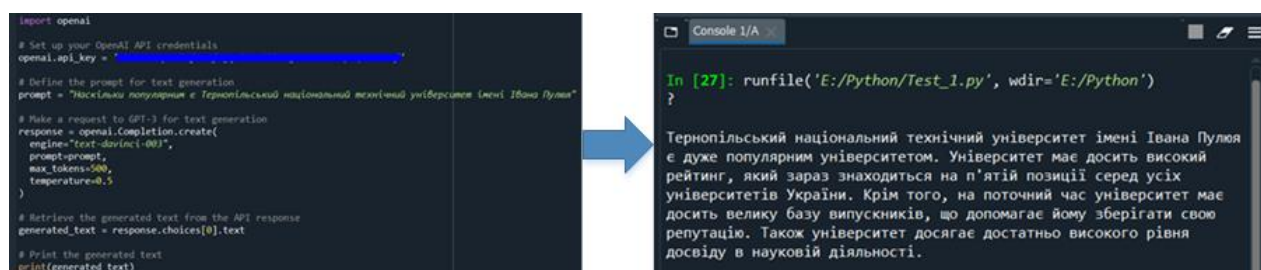 import openai
# Set up your OpenAI API credentials
openai.api_key = '                    '
# Define the prompt for text generation
prompt = "Наскільки популярним є Тернопільський національний технічний університет імені Івана Пулюя"
# Make a request to GPT-3 for text generation
response = openai.Completion.create(
engine="text-davinci-003",
prompt=prompt,
max_tokens=500,
temperature=0.5
)
# Retrieve the generated text from the API response
generated_text = response.choices[0].text
# Print the generated text
print(generated_text)
Console 1/A
In [27]: runfile('E:/Python/Test_1.py', wdir='E:/Python')
?
Тернопільський національний технічний університет імені Івана Пулюя
є дуже популярним університетом. Університет має досить високий
рейтинг, який зараз знаходиться на п'ятій позиції серед усіх
університетів України. Крім того, на поточний час університет має
досить велику базу випускників, що допомагає йому зберігати свою
репутацію. Також університет досягає достатньо високого рівня
досвіду в науковій діяльності.